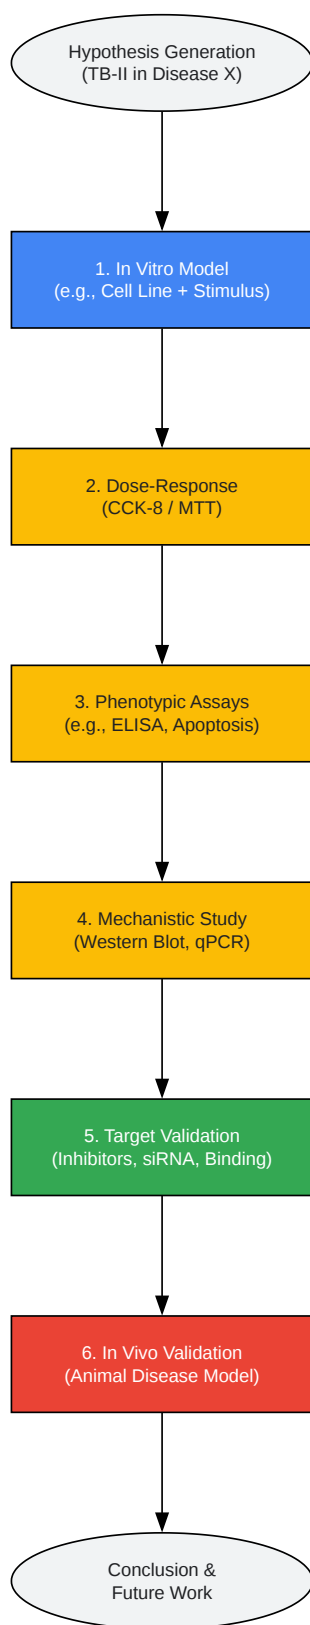 Hypothesis Generation
(TB-II in Disease X)
1. In Vitro Model
(e.g., Cell Line + Stimulus)
2. Dose-Response
(CCK-8 / MTT)
3. Phenotypic Assays
(e.g., ELISA, Apoptosis)
4. Mechanistic Study
(Western Blot, qPCR)
5. Target Validation
(Inhibitors, siRNA, Binding)
6. In Vivo Validation
(Animal Disease Model)
Conclusion &
Future Work